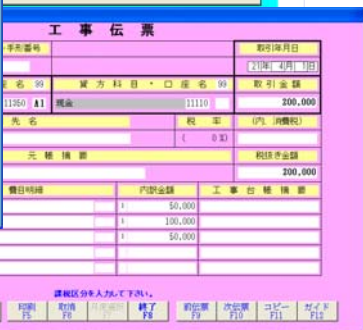 工 事 伝 票
手形番号 取引年月日
21年 4月 1日
名 99 貸 方 科 目 ・ 口 座 名 99 取 引 金 額
11350 A1 現金 11110 200,000
先 名 税 率 (内、消費税)
( 0%)
元 帳 摘 要 税抜き金額
200,000
費目明細 内訳金額 工 事 台 帳 摘 要
50,000
100,000
50,000
課税区分を入力して下さい。
印刷 取消 終了 前伝票 次伝票 コピー ガイド
F5 F6 F7 F8 F9 F10 F11 F12